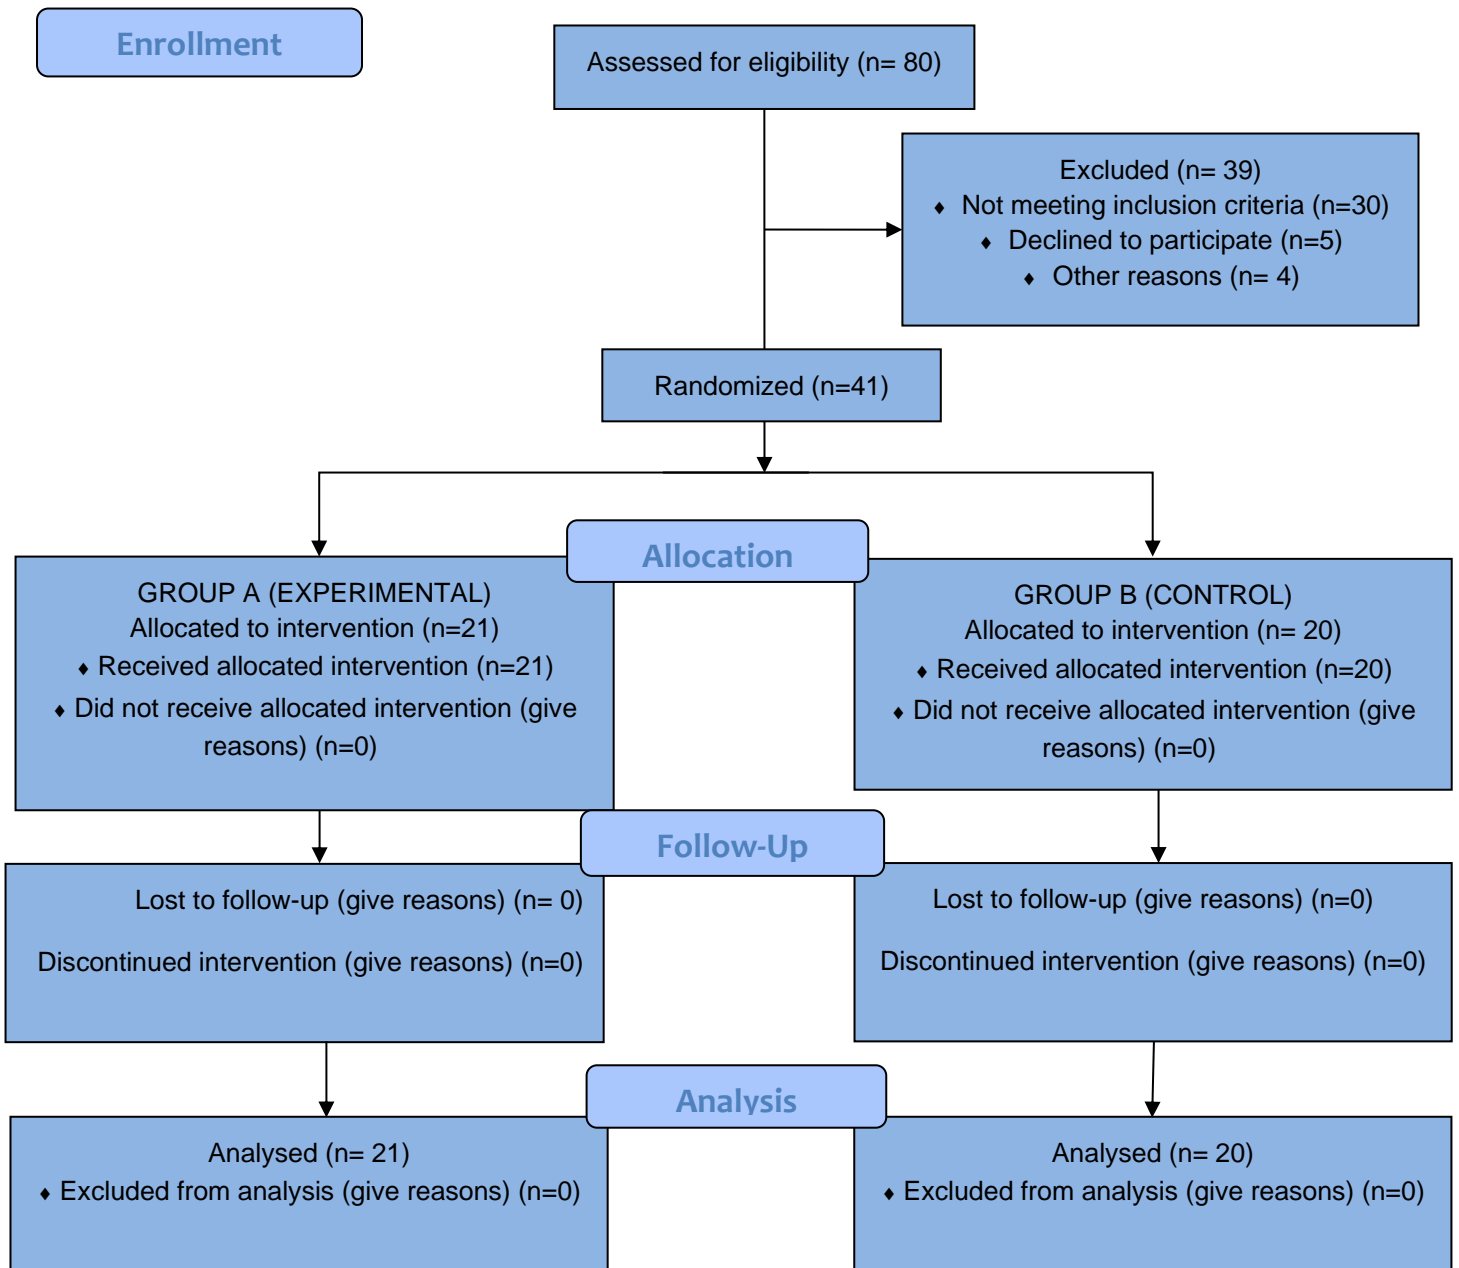 Enrollment
Assessed for eligibility (n= 80)
Excluded (n= 39)
♦ Not meeting inclusion criteria (n=30)
♦ Declined to participate (n=5)
♦ Other reasons (n= 4)
Randomized (n=41)
Allocation
GROUP A (EXPERIMENTAL)
Allocated to intervention (n=21)
♦ Received allocated intervention (n=21)
♦ Did not receive allocated intervention (give
reasons) (n=0)
GROUP B (CONTROL)
Allocated to intervention (n= 20)
♦ Received allocated intervention (n=20)
♦ Did not receive allocated intervention (give
reasons) (n=0)
Follow-Up
Lost to follow-up (give reasons) (n= 0)
Discontinued intervention (give reasons) (n=0)
Lost to follow-up (give reasons) (n=0)
Discontinued intervention (give reasons) (n=0)
Analysis
Analysed (n= 21)
♦ Excluded from analysis (give reasons) (n=0)
Analysed (n= 20)
♦ Excluded from analysis (give reasons) (n=0)